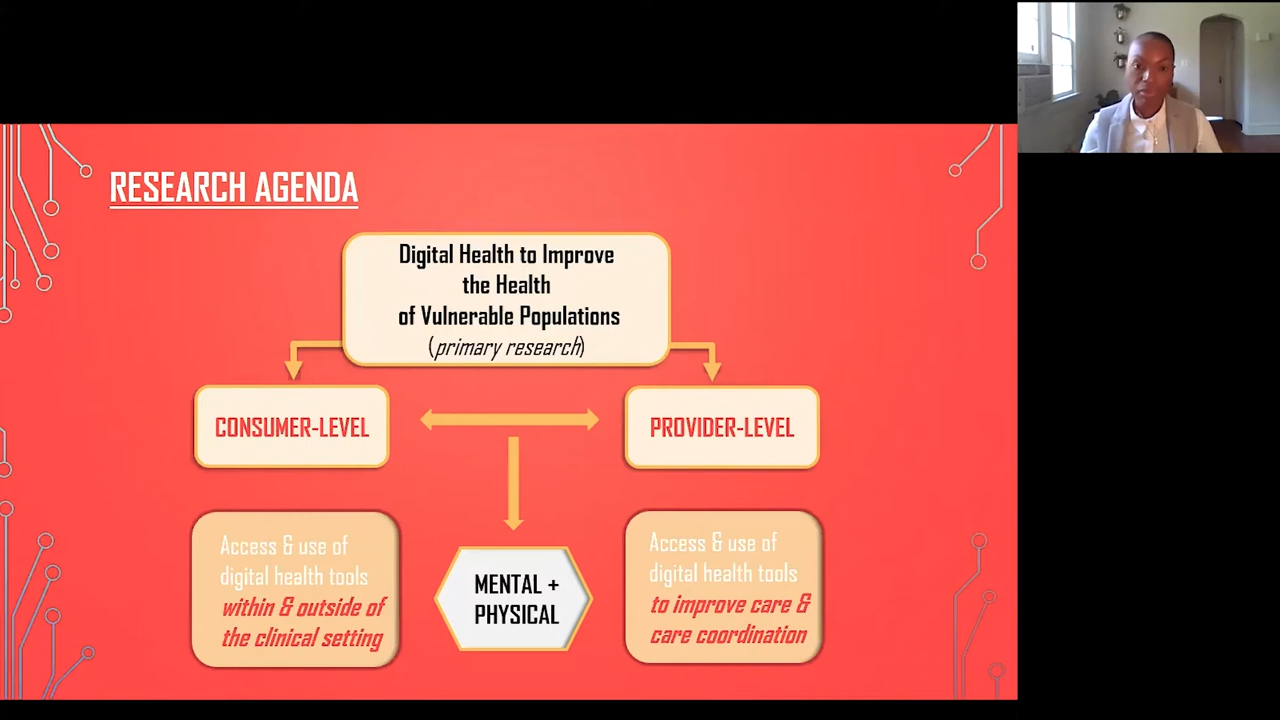 RESEARCH AGENDA
Digital Health to Improve
the Health
of Vulnerable Populations
(primary research)
CONSUMER-LEVEL
PROVIDER-LEVEL
Access & use of
digital health tools
within & outside of
the clinical setting
MENTAL +
PHYSICAL
Access & use of
digital health tools
to improve care &
care coordination